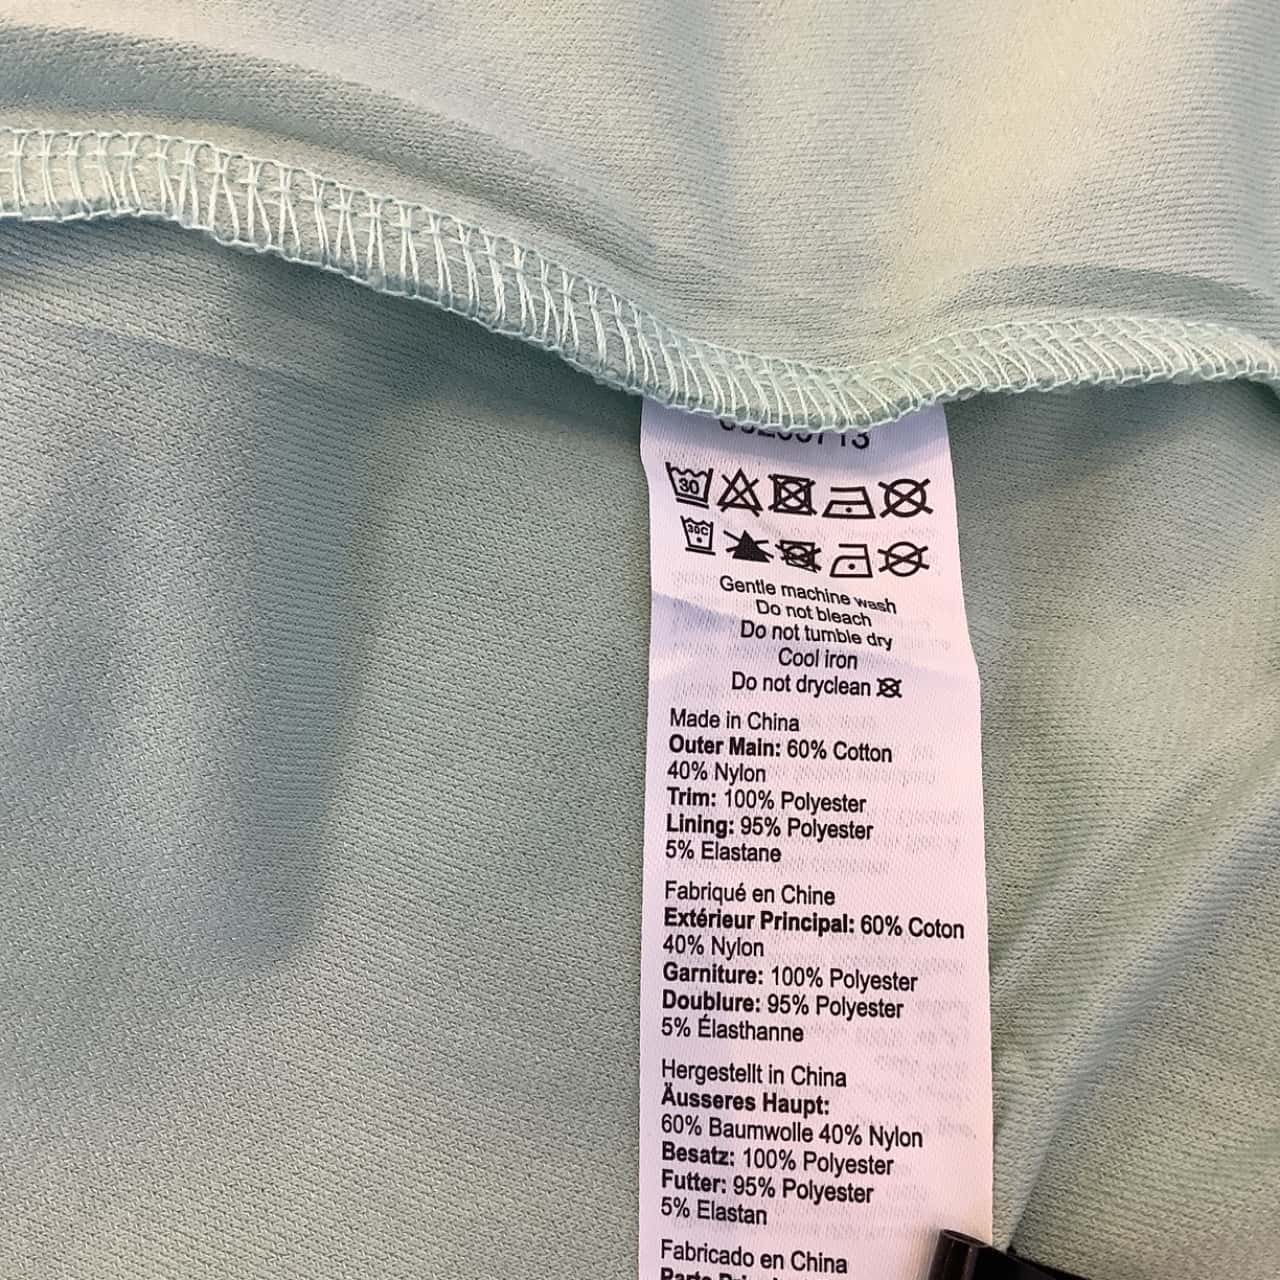 30
30C
Gentle machine wash
Do not bleach
Do not tumble dry
Cool iron
Do not dryclean
Made in China
Outer Main: 60% Cotton
40% Nylon
Trim: 100% Polyester
Lining: 95% Polyester
5% Elastane
Fabriqué en Chine
Extérieur Principal: 60% Coton
40% Nylon
Garniture: 100% Polyester
Doublure: 95% Polyester
5% Élasthanne
Hergestellt in China
Äusseres Haupt:
60% Baumwolle 40% Nylon
Besatz: 100% Polyester
Futter: 95% Polyester
5% Elastan
Fabricado en China